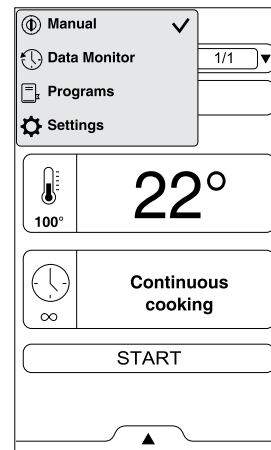 Manual
Data Monitor
1/1
Programs
Settings
22°
100°
Continuous
cooking
∞
START